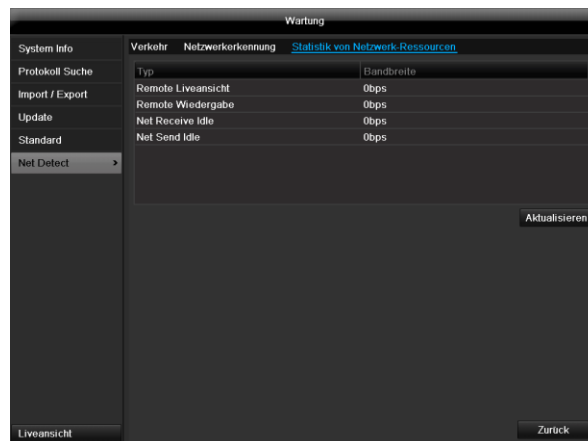 Wartung
System Info
Protokoll Suche
Import / Export
Update
Standard
Net Detect >
Liveansicht
Verkehr Netzwerkerkennung Statistik von Netzwerk-Ressourcen
Typ Bandbreite
Remote Liveansicht 0bps
Remote Wiedergabe 0bps
Net Receive Idle 0bps
Net Send Idle 0bps
Aktualisieren
Zurück